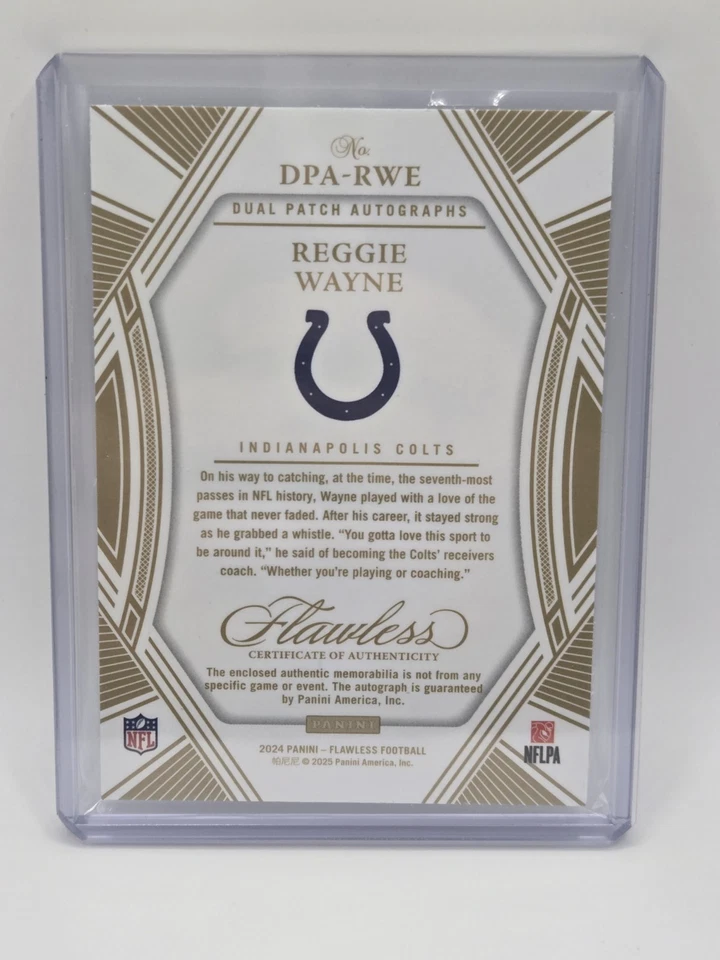 No.
DPA-RWE
DUAL PATCH AUTOGRAPHS
REGGIE
WAYNE
INDIANAPOLIS COLTS
On his way to catching, at the time, the seventh-most
passes in NFL history, Wayne played with a love of the
game that never faded. After his career, it stayed strong
as he grabbed a whistle. “You gotta love this sport to
be around it,” he said of becoming the Colts’ receivers
coach. “Whether you’re playing or coaching.”
Flawless
CERTIFICATE OF AUTHENTICITY
The enclosed authentic memorabilia is not from any
specific game or event. The autograph is guaranteed
by Panini America, Inc.
PANINI
NFL
NFLPA
2024 PANINI – FLAWLESS FOOTBALL
帕尼尼 © 2025 Panini America, Inc.